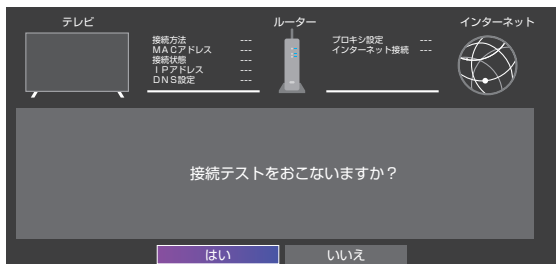 テレビ
ルーター
インターネット
接続方法 ---
MACアドレス ---
接続状態 ---
IPアドレス ---
DNS設定 ---
プロキシ設定 ---
インターネット接続 ---
接続テストをおこないますか？
はい
いいえ